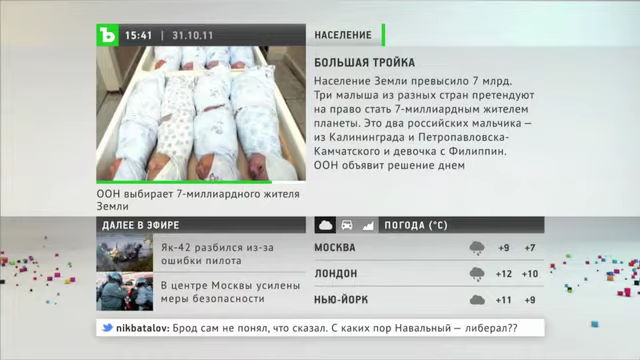 Ъ 15:41 | 31.10.11
НАСЕЛЕНИЕ
БОЛЬШАЯ ТРОЙКА
Население Земли превысило 7 млрд.
Три малыша из разных стран претендуют
на право стать 7-миллиардным жителем
планеты. Это два российских мальчика —
из Калининграда и Петропавловска-
Камчатского и девочка с Филиппин.
ООН объявит решение днем
ООН выбирает 7-миллиардного жителя
Земли
ДАЛЕЕ В ЭФИРЕ
Як-42 разбился из-за
ошибки пилота
В центре Москвы усилены
меры безопасности
ПОГОДА (°C)
МОСКВА +9 +7
ЛОНДОН +12 +10
НЬЮ-ЙОРК +11 +9
nikbatalov: Брод сам не понял, что сказал. С каких пор Навальный — либерал??